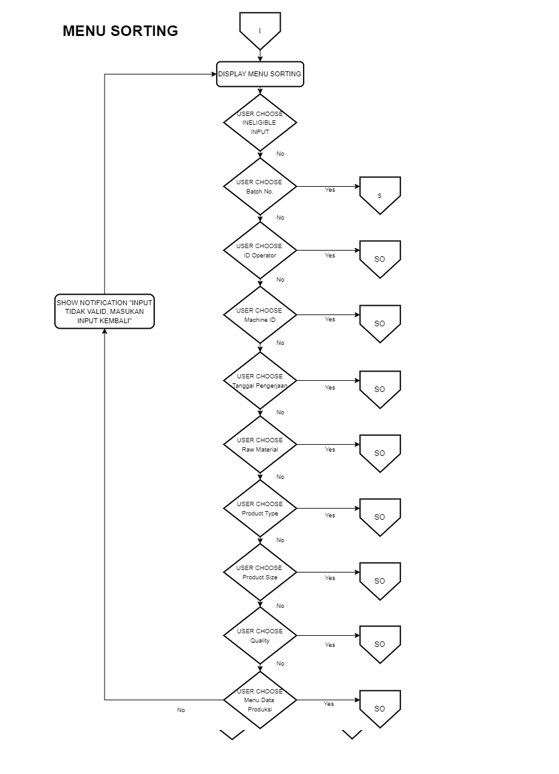 MENU SORTING
I
DISPLAY MENU SORTING
USER CHOOSE
INELIGIBLE
INPUT
No
USER CHOOSE
Batch No.
Yes
S
No
USER CHOOSE
ID Operator
Yes
SO
No
SHOW NOTIFICATION "INPUT
TIDAK VALID, MASUKAN
INPUT KEMBALI"
USER CHOOSE
Machine ID
Yes
SO
No
USER CHOOSE
Tanggal Pengerjaan
Yes
SO
No
USER CHOOSE
Raw Material
Yes
SO
No
USER CHOOSE
Product Type
Yes
SO
No
USER CHOOSE
Product Size
Yes
SO
No
USER CHOOSE
Quality
Yes
SO
No
USER CHOOSE
Menu Data
Produksi
Yes
SO
No